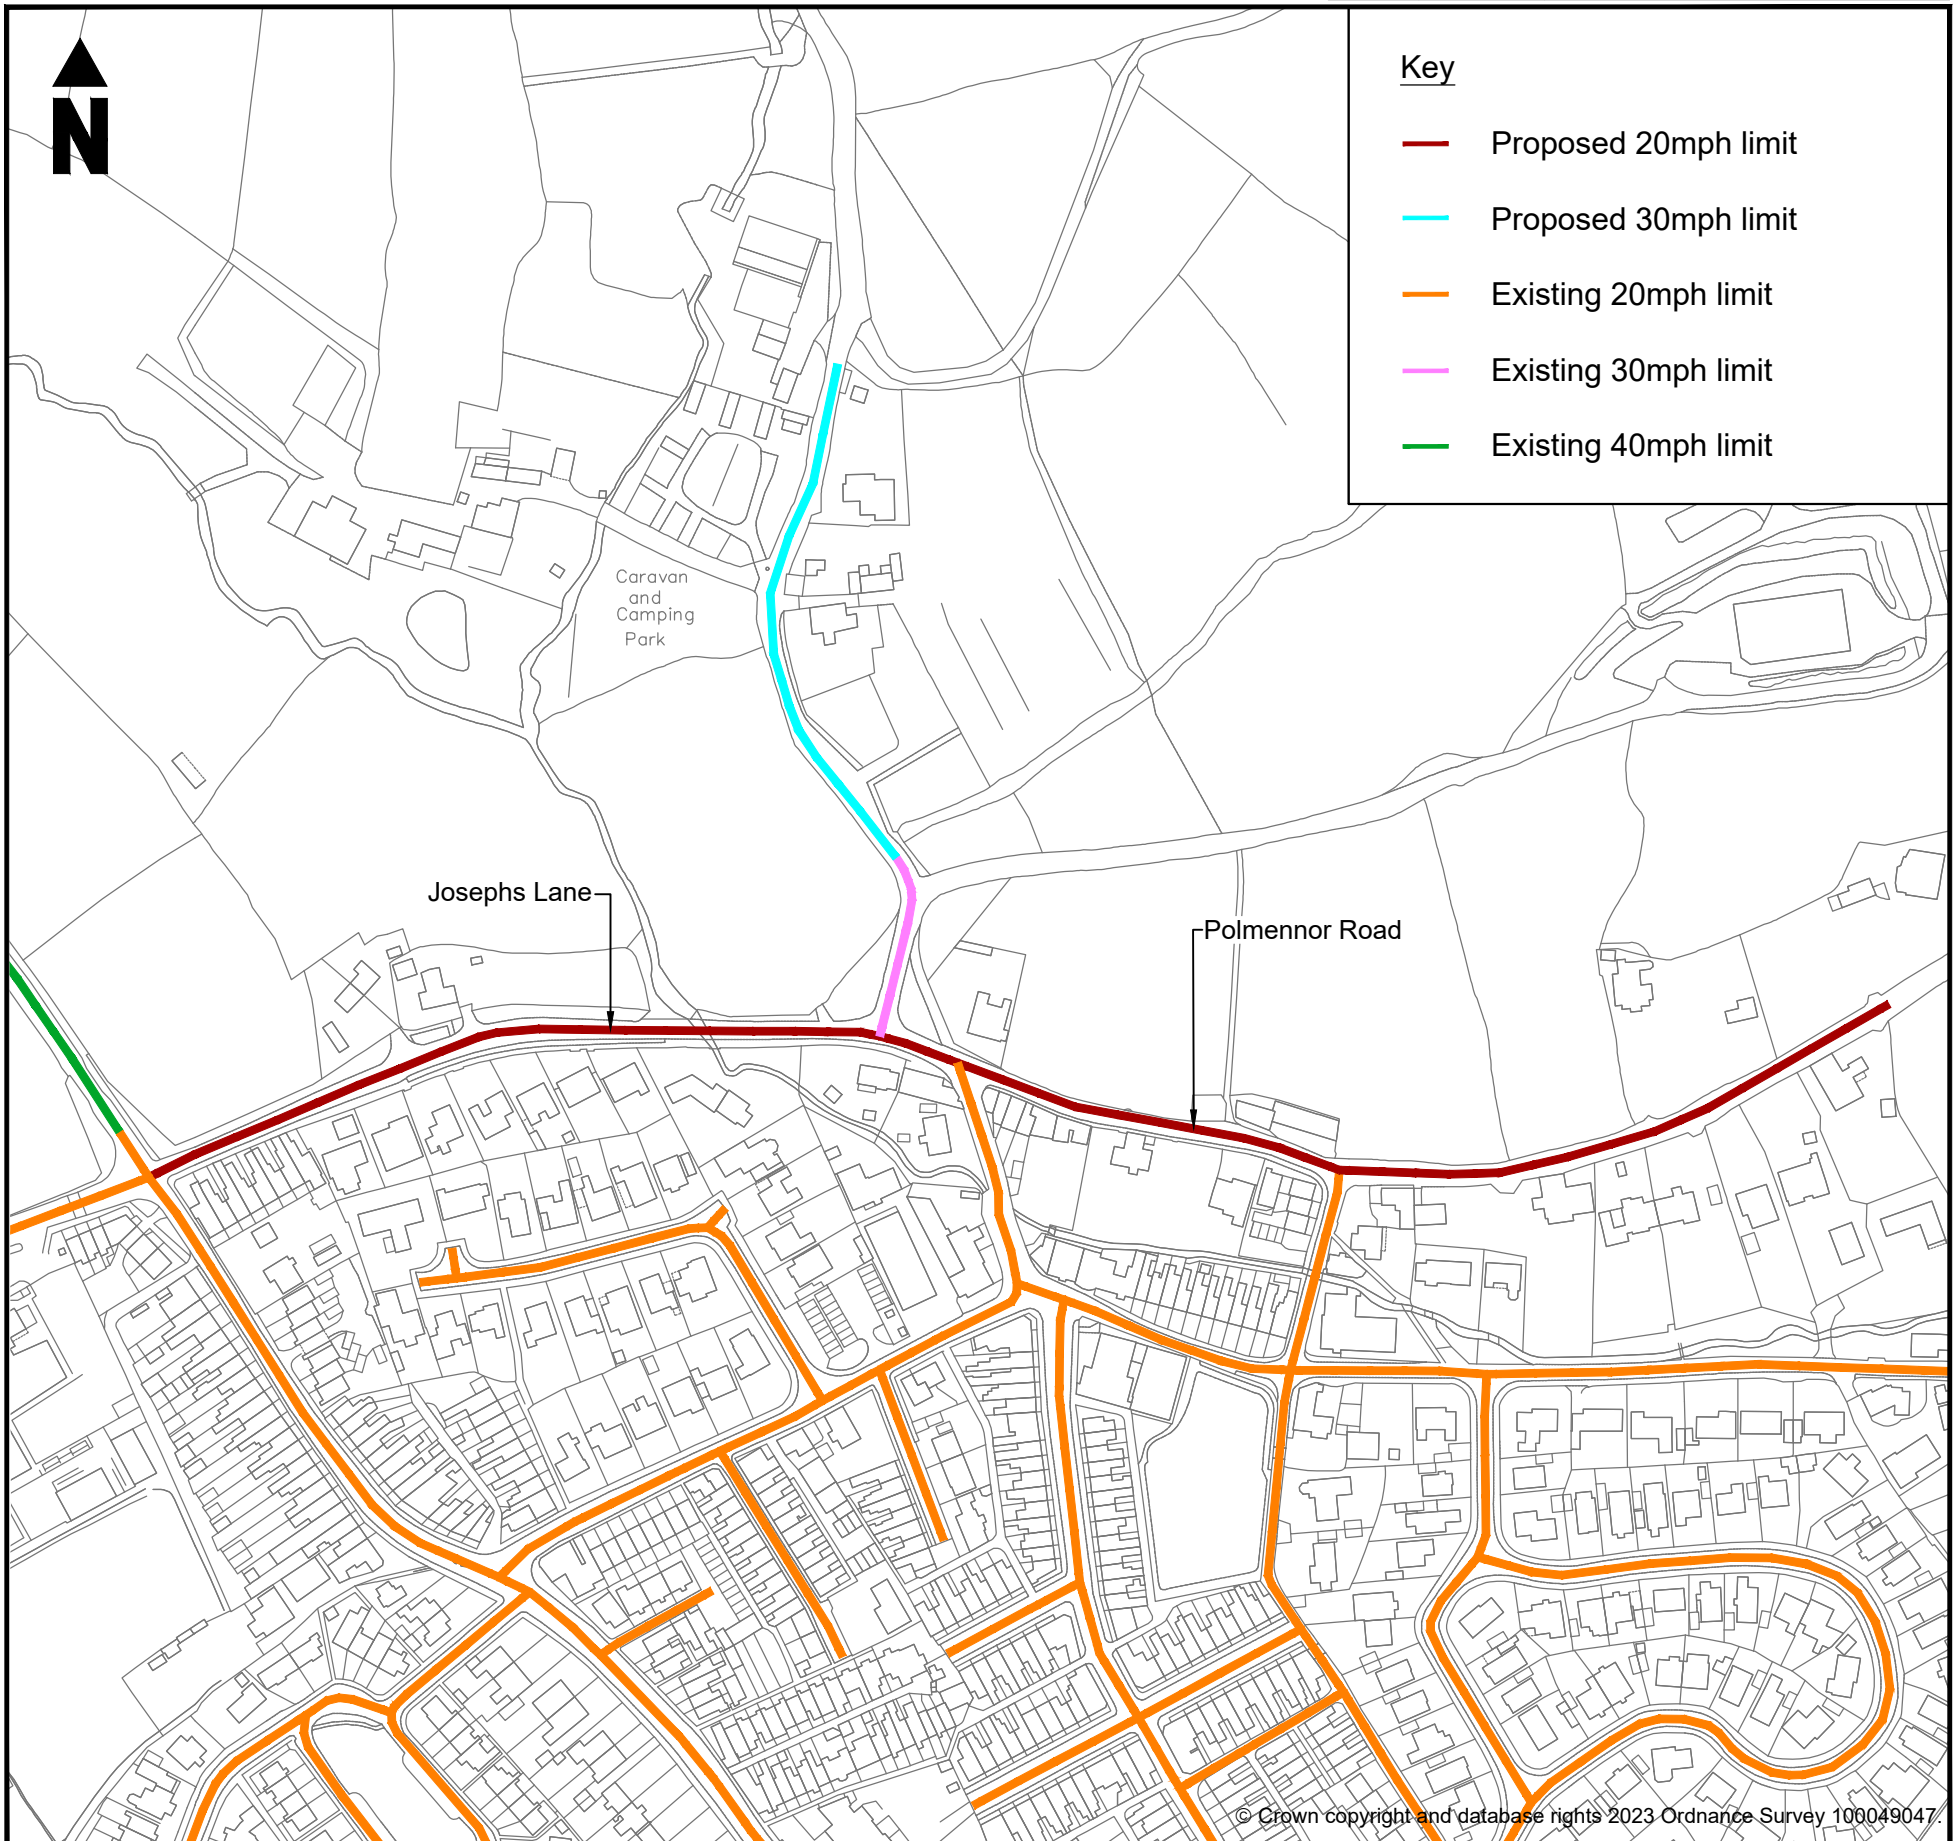 N
Key
Proposed 20mph limit
Proposed 30mph limit
Existing 20mph limit
Existing 30mph limit
Existing 40mph limit
Caravan
and
Camping
Park
Josephs Lane
Polmennor Road
© Crown copyright and database rights 2023 Ordnance Survey 100049047.